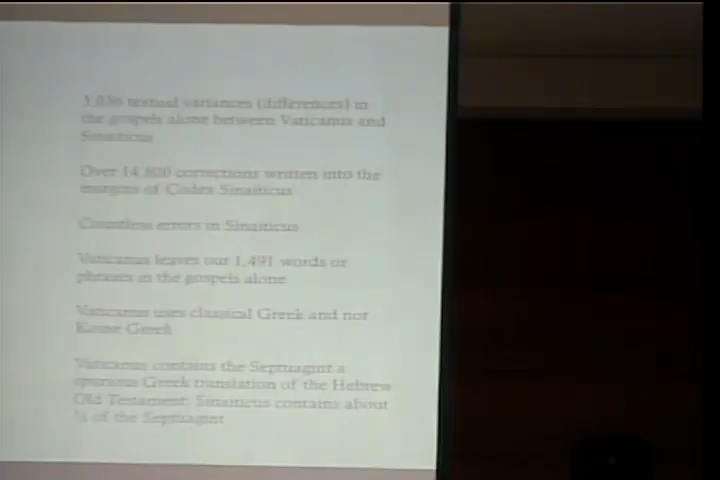 3,036 textual variances (differences) in
the gospels alone between Vaticanus and
Sinaiticus
Over 14,800 corrections written into the
margins of Codex Sinaiticus
Countless errors in Sinaiticus
Vaticanus leaves out 1,491 words or
phrases in the gospels alone
Vaticanus uses classical Greek and not
Koine Greek
Vaticanus contains the Septuagint a
spurious Greek translation of the Hebrew
Old Testament; Sinaiticus contains about
of the Septuagint